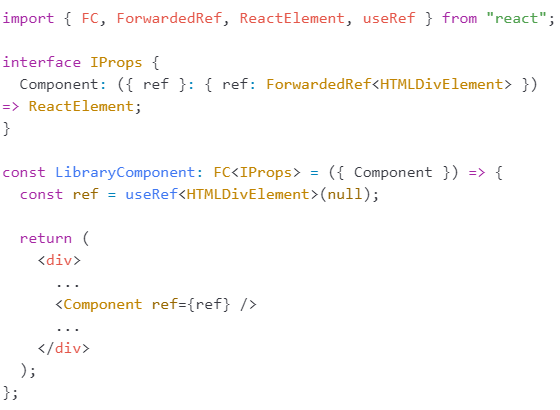 import { FC, ForwardedRef, ReactElement, useRef } from "react";

interface IProps {
  Component: ({ ref }: { ref: ForwardedRef<HTMLDivElement> })
=> ReactElement;
}

const LibraryComponent: FC<IProps> = ({ Component }) => {
  const ref = useRef<HTMLDivElement>(null);

  return (
    <div>
      ...
      <Component ref={ref} />
      ...
    </div>
  );
};